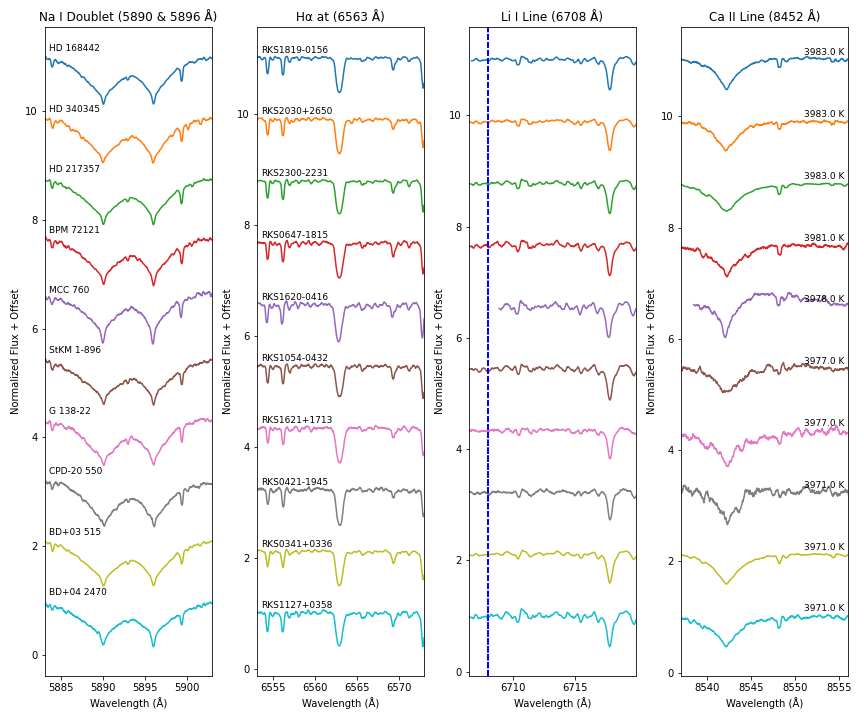 Na I Doublet (5890 & 5896 Å)
Hα at (6563 Å)
Li I Line (6708 Å)
Ca II Line (8452 Å)
HD 168442
HD 340345
HD 217357
BPM 72121
MCC 760
StKM 1-896
G 138-22
CPD-20 550
BD+03 515
BD+04 2470
10
8
6
4
2
0
5885
5890
5895
5900
Wavelength (Å)
Normalized Flux + Offset
RKS1819-0156
RKS2030+2650
RKS2300-2231
RKS0647-1815
RKS1620-0416
RKS1054-0432
RKS1621+1713
RKS0421-1945
RKS0341+0336
RKS1127+0358
10
8
6
4
2
0
6555
6560
6565
6570
Wavelength (Å)
Normalized Flux + Offset
10
8
6
4
2
0
6710
6715
Wavelength (Å)
Normalized Flux + Offset
3983.0 K
3983.0 K
3983.0 K
3981.0 K
3978.0 K
3977.0 K
3977.0 K
3971.0 K
3971.0 K
3971.0 K
10
8
6
4
2
0
8540
8545
8550
8555
Wavelength (Å)
Normalized Flux + Offset